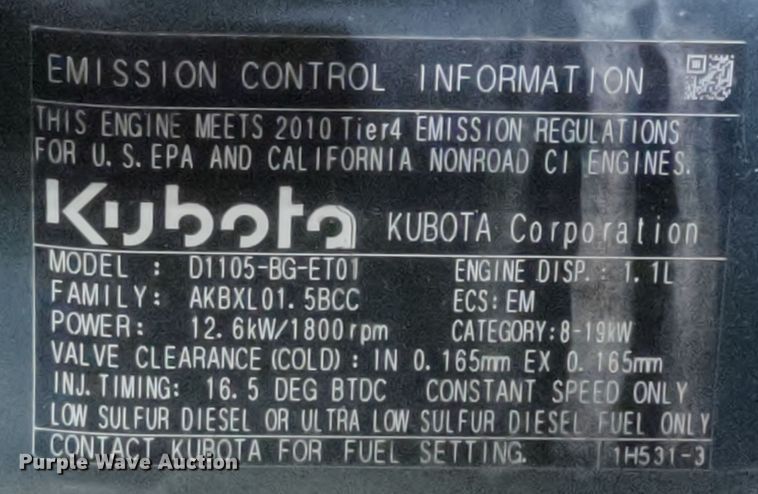 EMISSION CONTROL INFORMATION
THIS ENGINE MEETS 2010 Tier4 EMISSION REGULATIONS
FOR U.S. EPA AND CALIFORNIA NONROAD CI ENGINES.
Kubota KUBOTA Corporation
MODEL : D1105-BG-ET01 ENGINE DISP.: 1.1L
FAMILY: AKBXL01.5BCC ECS: EM
POWER: 12.6kW/1800rpm CATEGORY:8-19kW
VALVE CLEARANCE (COLD) : IN 0.165mm EX 0.165mm
INJ. TIMING: 16.5 DEG BTDC CONSTANT SPEED ONLY
LOW SULFUR DIESEL OR ULTRA LOW SULFUR DIESEL FUEL ONLY
CONTACT KUBOTA FOR FUEL SETTING. 1H531-3
Purple Wave Auction